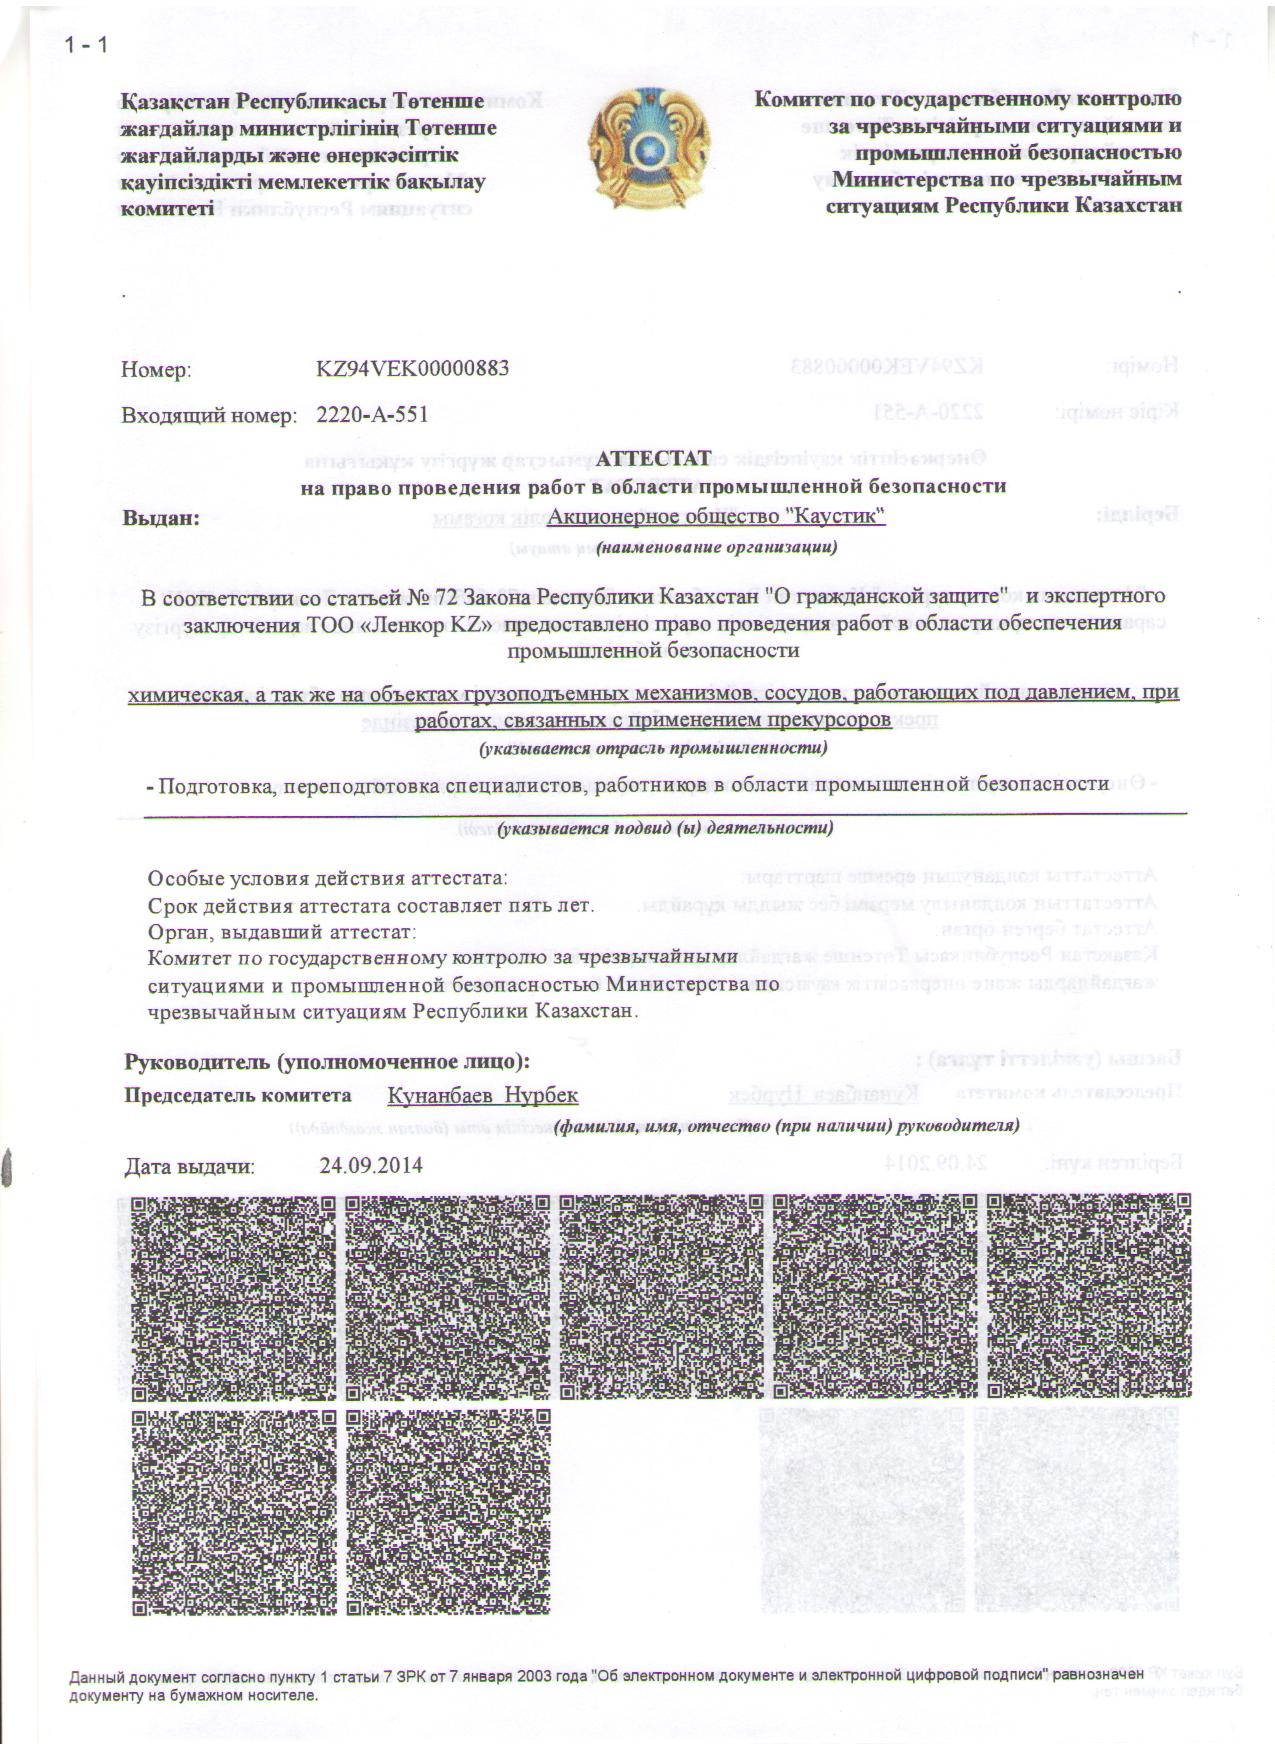 1 - 1
Қазақстан Республикасы Төтенше
жағдайлар министрлігінің Төтенше
жағдайларды және өнеркәсіптік
қауіпсіздікті мемлекеттік бақылау
комитеті
Комитет по государственному контролю
за чрезвычайными ситуациями и
промышленной безопасностью
Министерства по чрезвычайным
ситуациям Республики Казахстан
Номер: KZ94VEK00000883
Входящий номер: 2220-А-551
АТТЕСТАТ
на право проведения работ в области промышленной безопасности
Выдан: Акционерное общество "Каустик"
(наименование организации)
В соответствии со статьей № 72 Закона Республики Казахстан "О гражданской защите" и экспертного
заключения ТОО «Ленкор KZ» предоставлено право проведения работ в области обеспечения
промышленной безопасности
химическая, а так же на объектах грузоподъемных механизмов, сосудов, работающих под давлением, при
работах, связанных с применением прекурсоров
(указывается отрасль промышленности)
- Подготовка, переподготовка специалистов, работников в области промышленной безопасности
(указывается подвид (ы) деятельности)
Особые условия действия аттестата:
Срок действия аттестата составляет пять лет.
Орган, выдавший аттестат:
Комитет по государственному контролю за чрезвычайными
ситуациями и промышленной безопасностью Министерства по
чрезвычайным ситуациям Республики Казахстан.
Руководитель (уполномоченное лицо):
Председатель комитета Кунанбаев Нурбек
(фамилия, имя, отчество (при наличии) руководителя)
Дата выдачи: 24.09.2014
Данный документ согласно пункту 1 статьи 7 ЗРК от 7 января 2003 года "Об электронном документе и электронной цифровой подписи" равнозначен
документу на бумажном носителе.